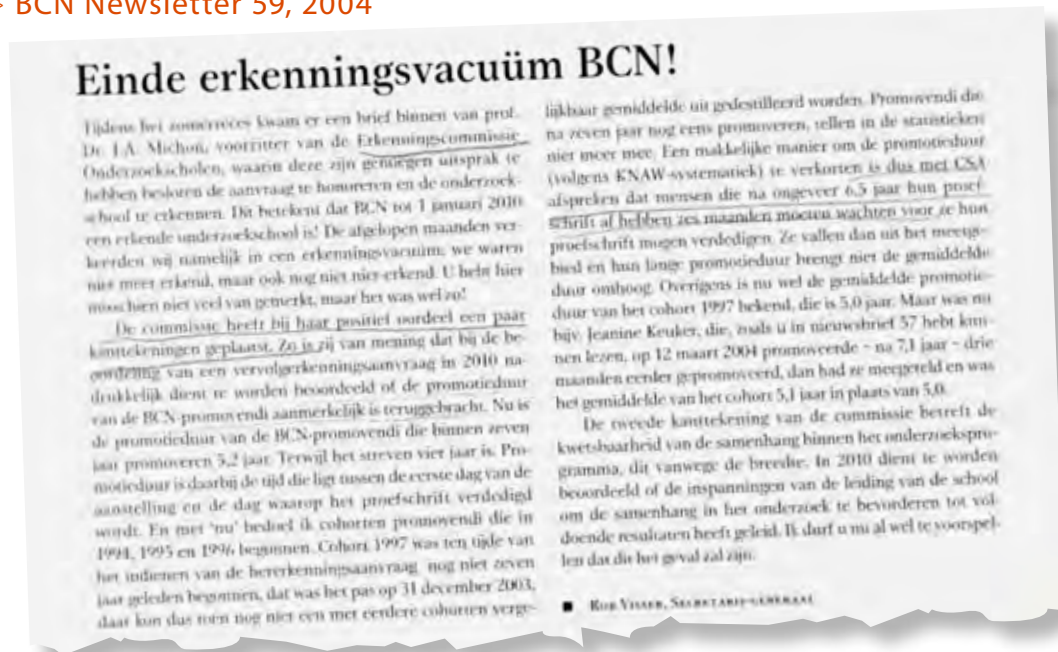 BCN Newsletter 59, 2004
Einde erkenningsvacuüm BCN!
Tijdens het zomerreces kwam er een brief binnen van prof.
Dr. J.A. Michon, voorzitter van de Erkenningscommissie
Onderzoekscholen, waarin deze zijn genoegen uitsprak te
hebben besloten de aanvraag te honoreren en de onderzoek-
school te erkennen. Dit betekent dat BCN tot 1 januari 2010
een erkende onderzoekschool is! De afgelopen maanden ver-
keerden wij namelijk in een erkenningsvacuüm; we waren
niet meer erkend, maar ook nog niet niet-erkend. U hebt hier
misschien niet veel van gemerkt, maar het was wel zo!
De commissie heeft bij haar positief oordeel een paar
kanttekeningen geplaatst. Zo is zij van mening dat bij de be-
oordeling van een vervolgerkenningsaanvraag in 2010 na-
drukkelijk dient te worden beoordeeld of de promotieduur
van de BCN-promovendi aanmerkelijk is teruggebracht. Nu is
de promotieduur van de BCN-promovendi die binnen zeven
jaar promoveren 5,2 jaar. Terwijl het streven vier jaar is. Pro-
motieduur is daarbij de tijd die ligt tussen de eerste dag van de
aanstelling en de dag waarop het proefschrift verdedigd
wordt. En met 'nu' bedoel ik cohorten promovendi die in
1994, 1995 en 1996 begonnen. Cohort 1997 was ten tijde van
het indienen van de hererkenningsaanvraag nog niet zeven
jaar geleden begonnen, dat was het pas op 31 december 2003,
daar kon dus toen nog niet een met eerdere cohorten verge-
lijkbaar gemiddelde uit gedestilleerd worden. Promovendi die
na zeven jaar nog eens promoveren, tellen in de statistieken
niet meer mee. Een makkelijke manier om de promotieduur
(volgens KNAW-systematiek) te verkorten is dus met CSA
afspreken dat mensen die na ongeveer 6,5 jaar hun proef-
schrift af hebben zes maanden moeten wachten voor ze hun
proefschrift mogen verdedigen. Ze vallen dan uit het meetge-
bied en hun lange promotieduur brengt niet de gemiddelde
duur omhoog. Overigens is nu wel de gemiddelde promotie-
duur van het cohort 1997 bekend, die is 5,0 jaar. Maar was nu
bijv. Jeanine Keuker, die, zoals u in nieuwsbrief 57 hebt kun-
nen lezen, op 12 maart 2004 promoveerde – na 7,1 jaar – drie
maanden eerder gepromoveerd, dan had ze meegeteld en was
het gemiddelde van het cohort 5,1 jaar in plaats van 5,0.
De tweede kanttekening van de commissie betreft de
kwetsbaarheid van de samenhang binnen het onderzoekspro-
gramma, dit vanwege de breedte. In 2010 dient te worden
beoordeeld of de inspanningen van de leiding van de school
om de samenhang in het onderzoek te bevorderen tot vol-
doende resultaten heeft geleid. Ik durf u nu al wel te voorspel-
len dat dit het geval zal zijn.
■ Rob Visser, Secretaris-generaal